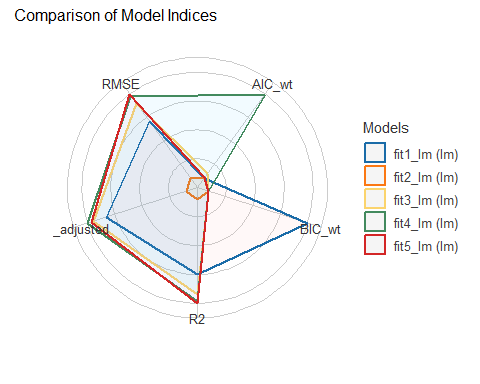 Comparison of Model Indices
RMSE
AIC_wt
Models
fit1_lm (lm)
fit2_lm (lm)
fit3_lm (lm)
fit4_lm (lm)
fit5_lm (lm)
_adjusted
BIC_wt
R2